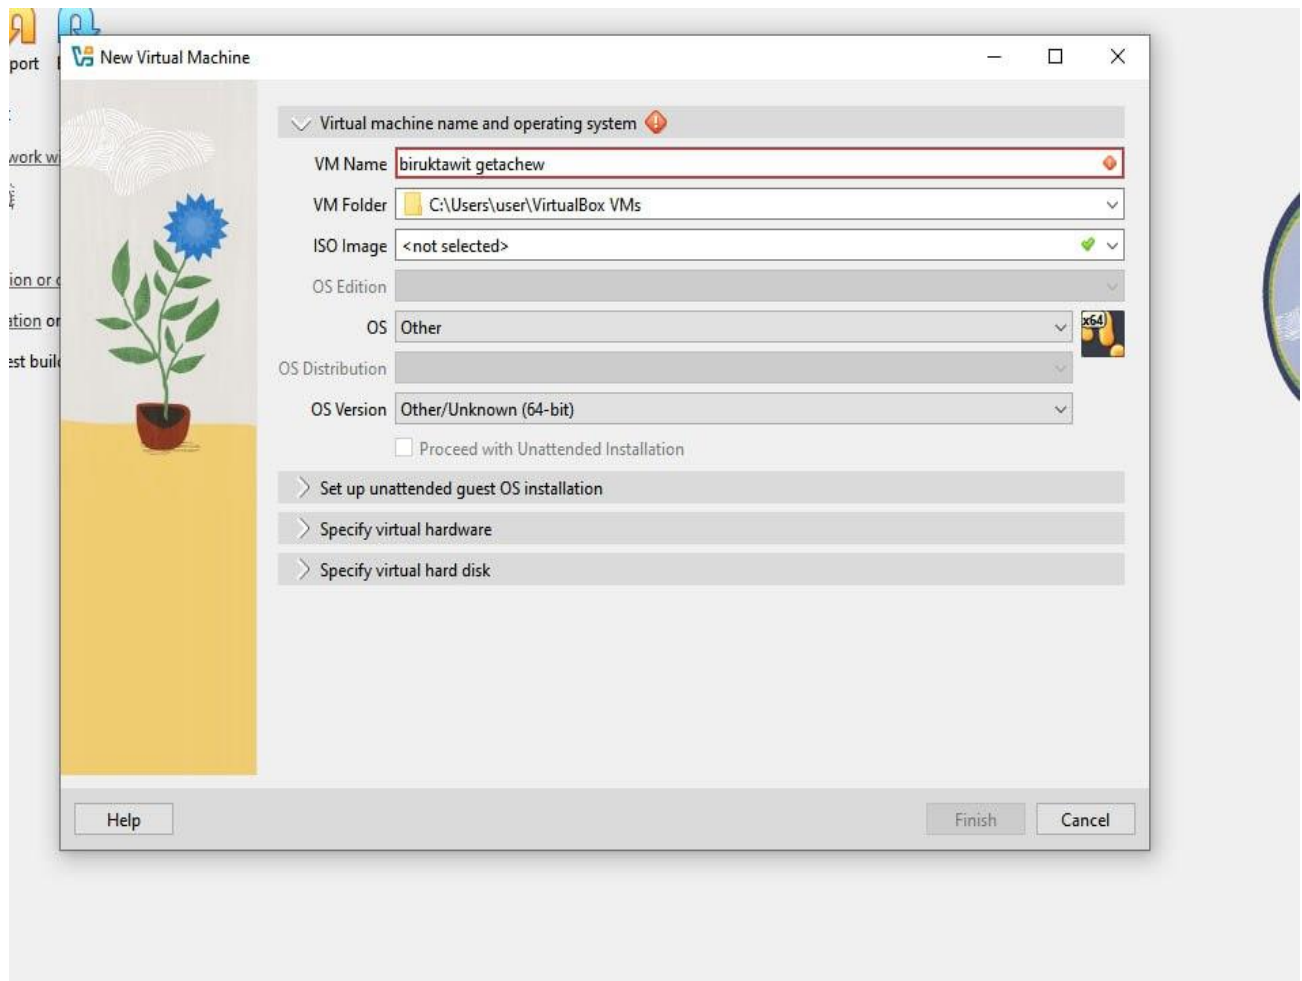 port
New Virtual Machine
Virtual machine name and operating system
work wi
VM Name biruktawit getachew
VM Folder C:\Users\user\VirtualBox VMs
ISO Image <not selected>
ion or
OS Edition
ation or
OS Other
x64
est build
OS Distribution
OS Version Other/Unknown (64-bit)
Proceed with Unattended Installation
Set up unattended guest OS installation
Specify virtual hardware
Specify virtual hard disk
Help
Finish
Cancel